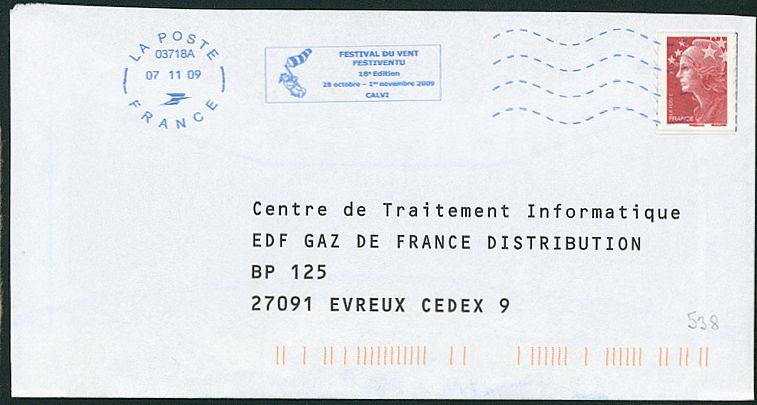 LA POSTE
03718A
07 11 09
FRANCE
FESTIVAL DU VENT
FESTIVENTU
18e Edition
28 octobre - 1er novembre 2009
CALVI
FRANCE
Centre de Traitement Informatique
EDF GAZ DE FRANCE DISTRIBUTION
BP 125
27091 EVREUX CEDEX 9
538